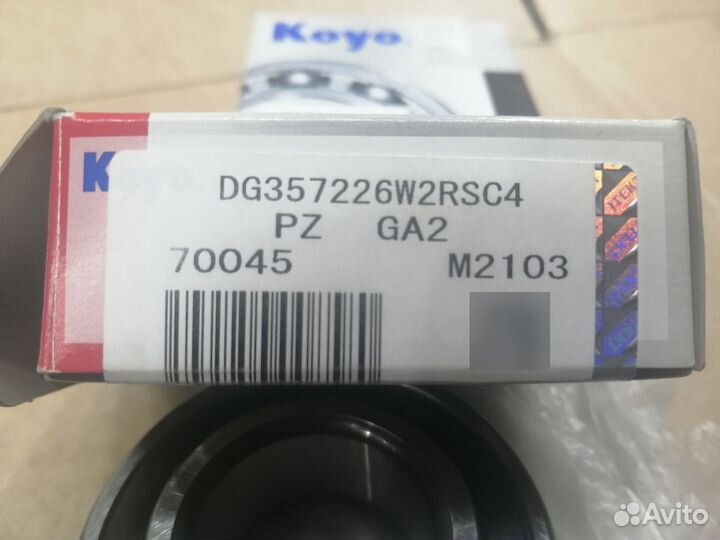 Koyo
Koyo
DG357226W2RSC4
PZ GA2
70045 M2103
Avito